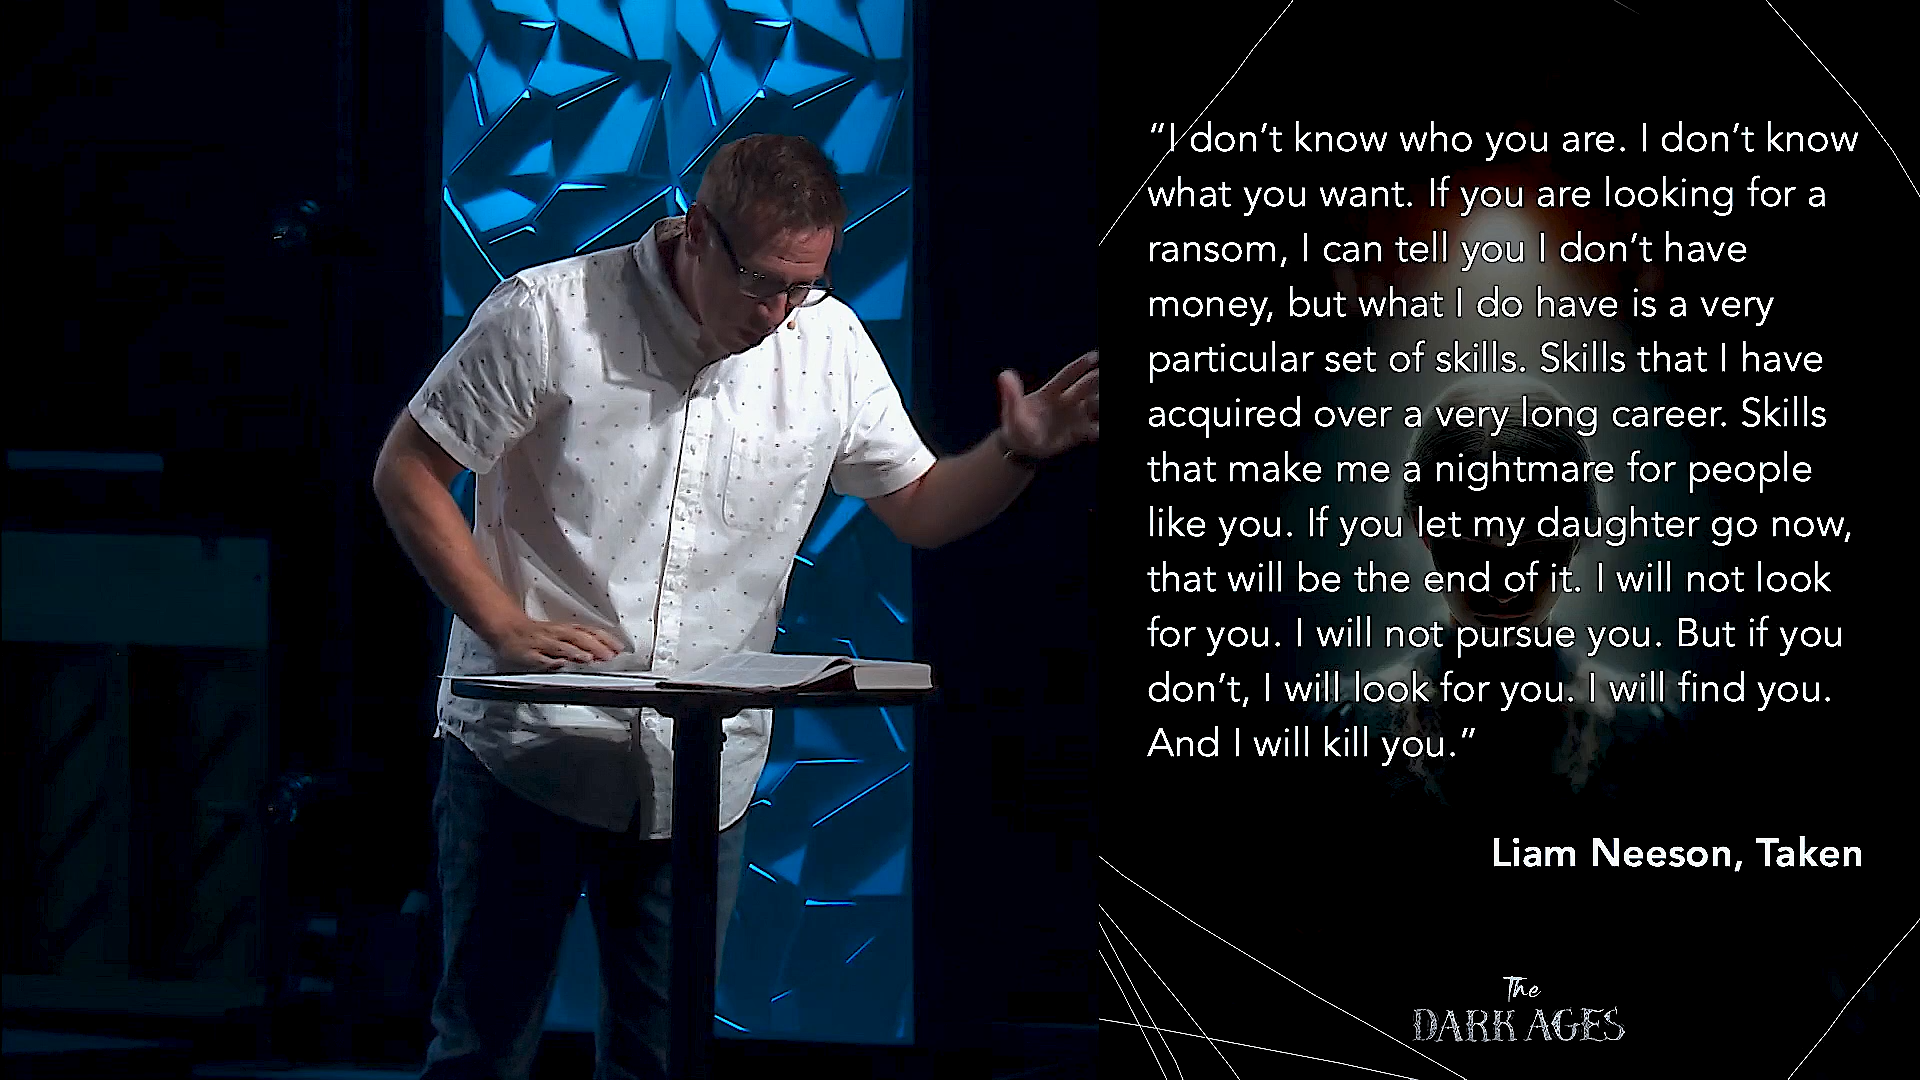 “I don’t know who you are. I don’t know
what you want. If you are looking for a
ransom, I can tell you I don’t have
money, but what I do have is a very
particular set of skills. Skills that I have
acquired over a very long career. Skills
that make me a nightmare for people
like you. If you let my daughter go now,
that will be the end of it. I will not look
for you. I will not pursue you. But if you
don’t, I will look for you. I will find you.
And I will kill you.”
Liam Neeson, Taken
The
DARK AGES